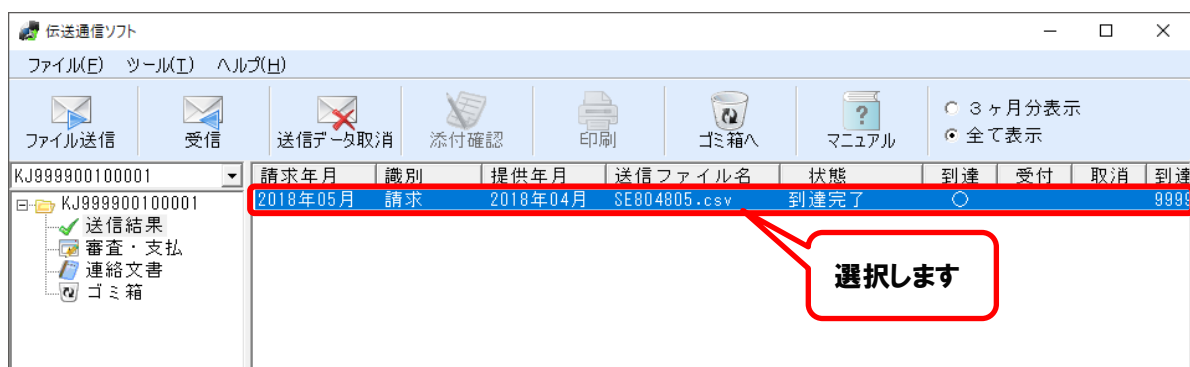 伝送通信ソフト
ファイル(F) ツール(T) ヘルプ(H)
ファイル送信 受信 送信データ取消 添付確認 印刷 ゴミ箱へ マニュアル
３ヶ月分表示
全て表示
KJ999900100001
請求年月 識別 提供年月 送信ファイル名 状態 到達 受付 取消 到達
2018年05月 請求 2018年04月 SE804805.csv 到達完了 ○ 9999
KJ999900100001
送信結果
審査・支払
連絡文書
ゴミ箱
選択します